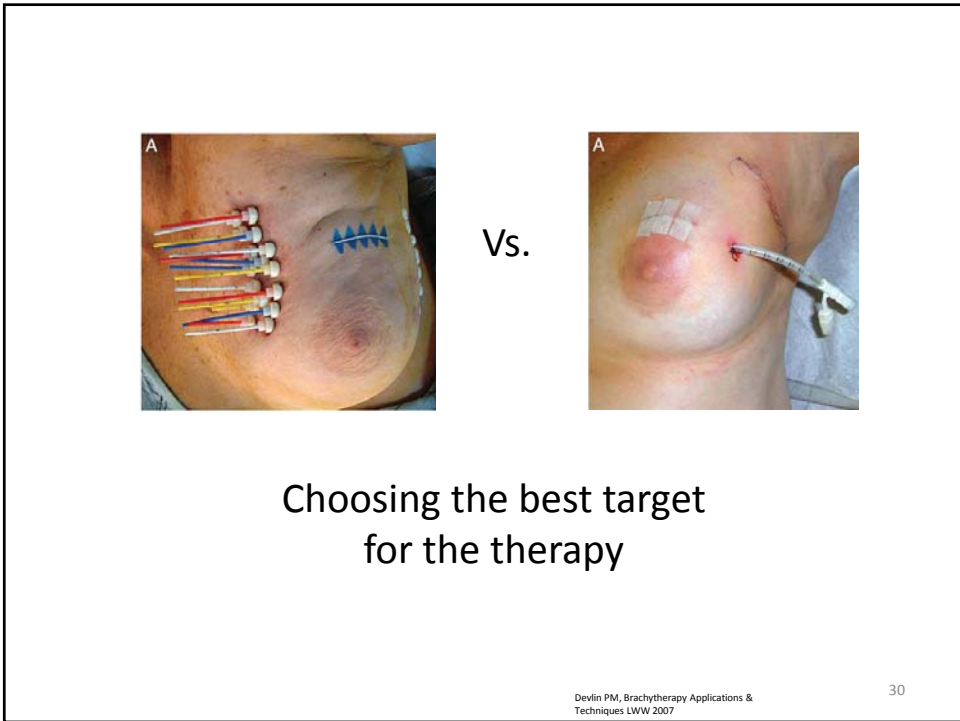 A
A
Vs.
Choosing the best target
for the therapy
Devlin PM, Brachytherapy Applications &
Techniques LWW 2007
30